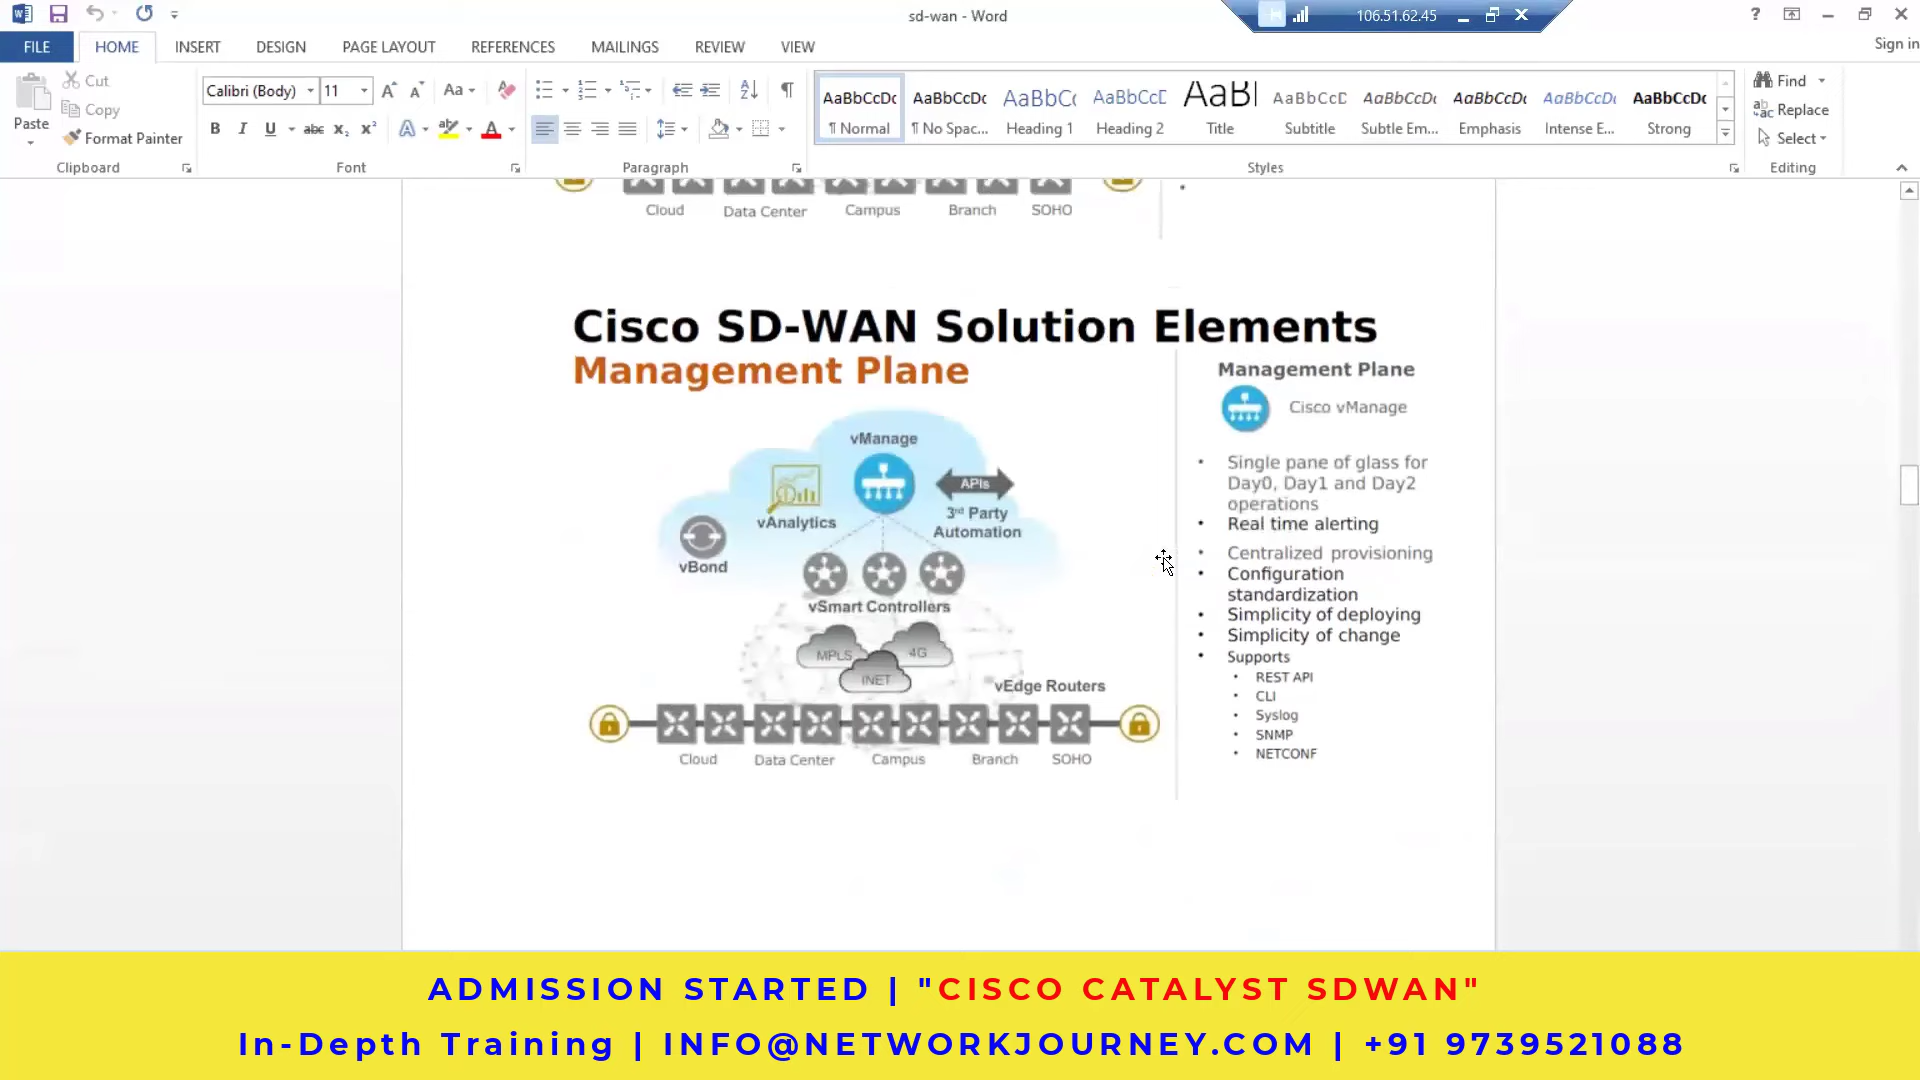 sd-wan - Word
106.51.62.45
FILE
HOME
INSERT
DESIGN
PAGE LAYOUT
REFERENCES
MAILINGS
REVIEW
VIEW
Sign in
Paste
Cut
Copy
Format Painter
Clipboard
Calibri (Body)
11
Aa
B I U abc x₂ x²
A
Font
Paragraph
AaBbCcDc
¶ Normal
AaBbCcDc
¶ No Spac...
AaBbCc
Heading 1
AaBbCcD
Heading 2
AaBl
Title
AaBbCcD
Subtitle
AaBbCcDc
Subtle Em...
AaBbCcDc
Emphasis
AaBbCcDc
Intense E...
AaBbCcDc
Strong
Styles
Find
Replace
Select
Editing
Cloud
Data Center
Campus
Branch
SOHO
Cisco SD-WAN Solution Elements
Management Plane
vManage
vAnalytics
APIs
3rd Party
Automation
vBond
vSmart Controllers
MPLS
4G
INET
vEdge Routers
Cloud
Data Center
Campus
Branch
SOHO
Management Plane
Cisco vManage
• Single pane of glass for
Day0, Day1 and Day2
operations
• Real time alerting
• Centralized provisioning
• Configuration
standardization
• Simplicity of deploying
• Simplicity of change
• Supports
• REST API
• CLI
• Syslog
• SNMP
• NETCONF
ADMISSION STARTED | "CISCO CATALYST SDWAN"
In-Depth Training | INFO@NETWORKJOURNEY.COM | +91 9739521088